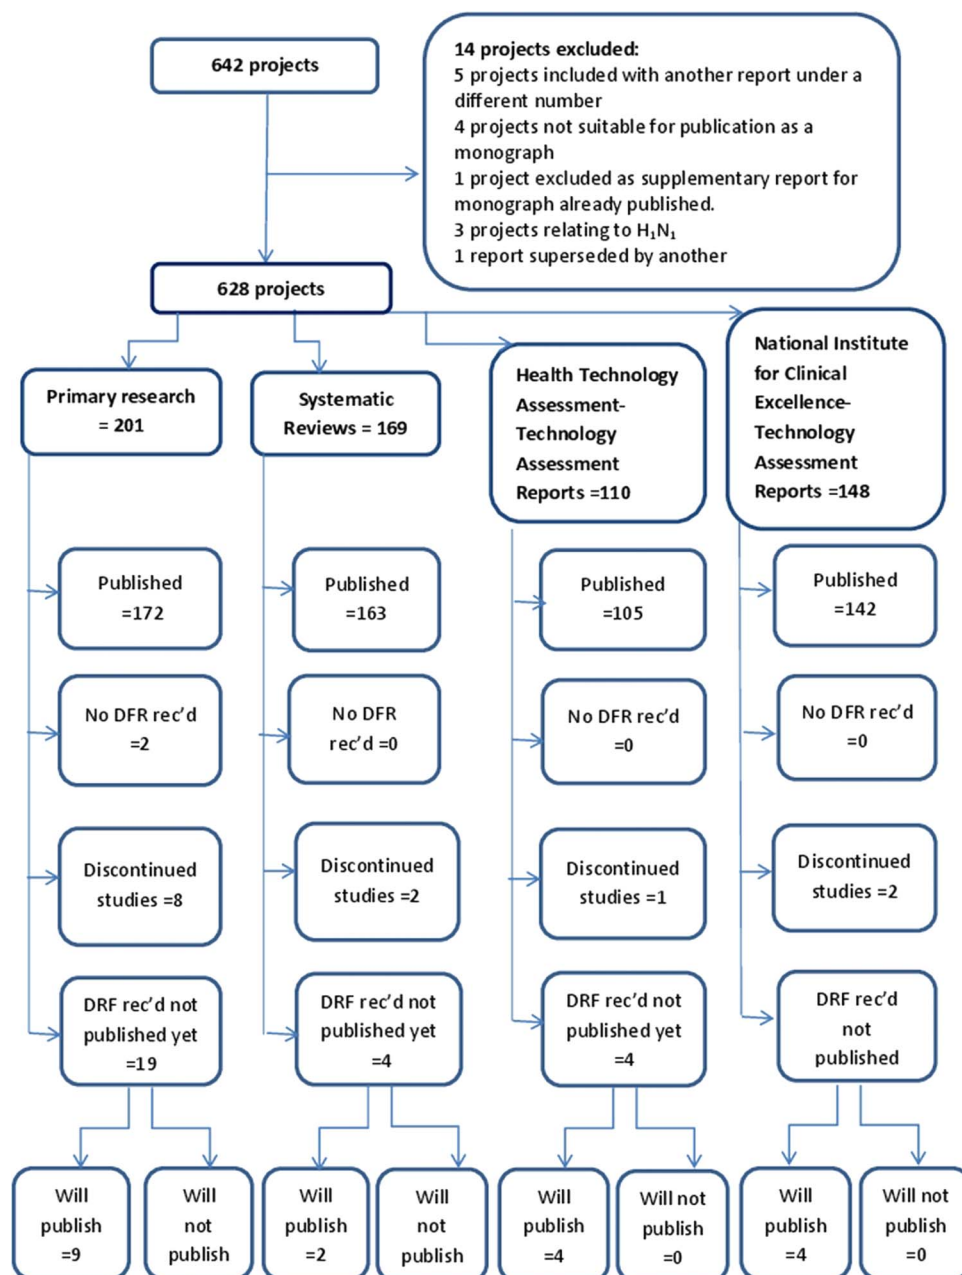 642 projects
14 projects excluded:
5 projects included with another report under a
different number
4 projects not suitable for publication as a
monograph
1 project excluded as supplementary report for
monograph already published.
3 projects relating to H₁N₁
1 report superseded by another
628 projects
Primary research
= 201
Systematic
Reviews = 169
Health Technology
Assessment-
Technology
Assessment
Reports =110
National Institute
for Clinical
Excellence-
Technology
Assessment
Reports =148
Published
=172
Published
=163
Published
=105
Published
=142
No DFR rec'd
=2
No DFR
rec'd =0
No DFR rec'd
=0
No DFR rec'd
=0
Discontinued
studies =8
Discontinued
studies =2
Discontinued
studies =1
Discontinued
studies =2
DRF rec'd not
published yet
=19
DRF rec'd not
published yet
=4
DRF rec'd not
published yet
=4
DRF rec'd
not
published
Will
publish
=9
Will
not
publish
Will
publish
=2
Will
not
publish
Will
publish
=4
Will not
publish
=0
Will
publish
=4
Will not
publish
=0